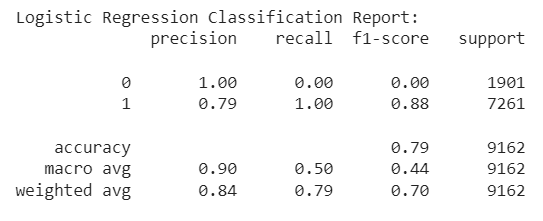 Logistic Regression Classification Report:
precision recall f1-score support
0 1.00 0.00 0.00 1901
1 0.79 1.00 0.88 7261
accuracy 0.79 9162
macro avg 0.90 0.50 0.44 9162
weighted avg 0.84 0.79 0.70 9162